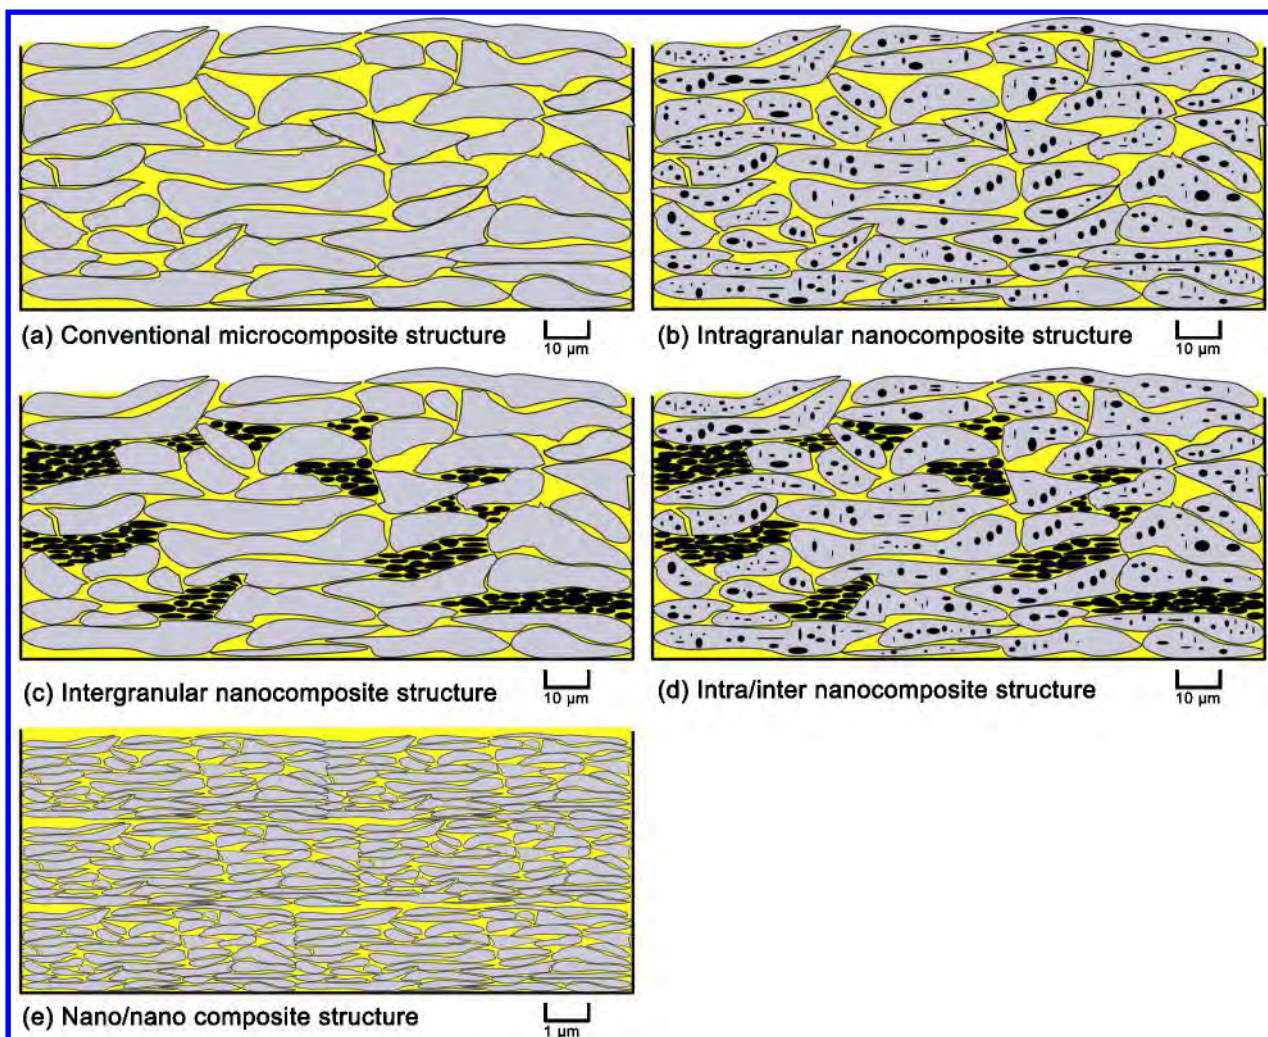 (a) Conventional microcomposite structure
10 µm
(b) Intragranular nanocomposite structure
10 µm
(c) Intergranular nanocomposite structure
10 µm
(d) Intra/inter nanocomposite structure
10 µm
(e) Nano/nano composite structure
1 µm